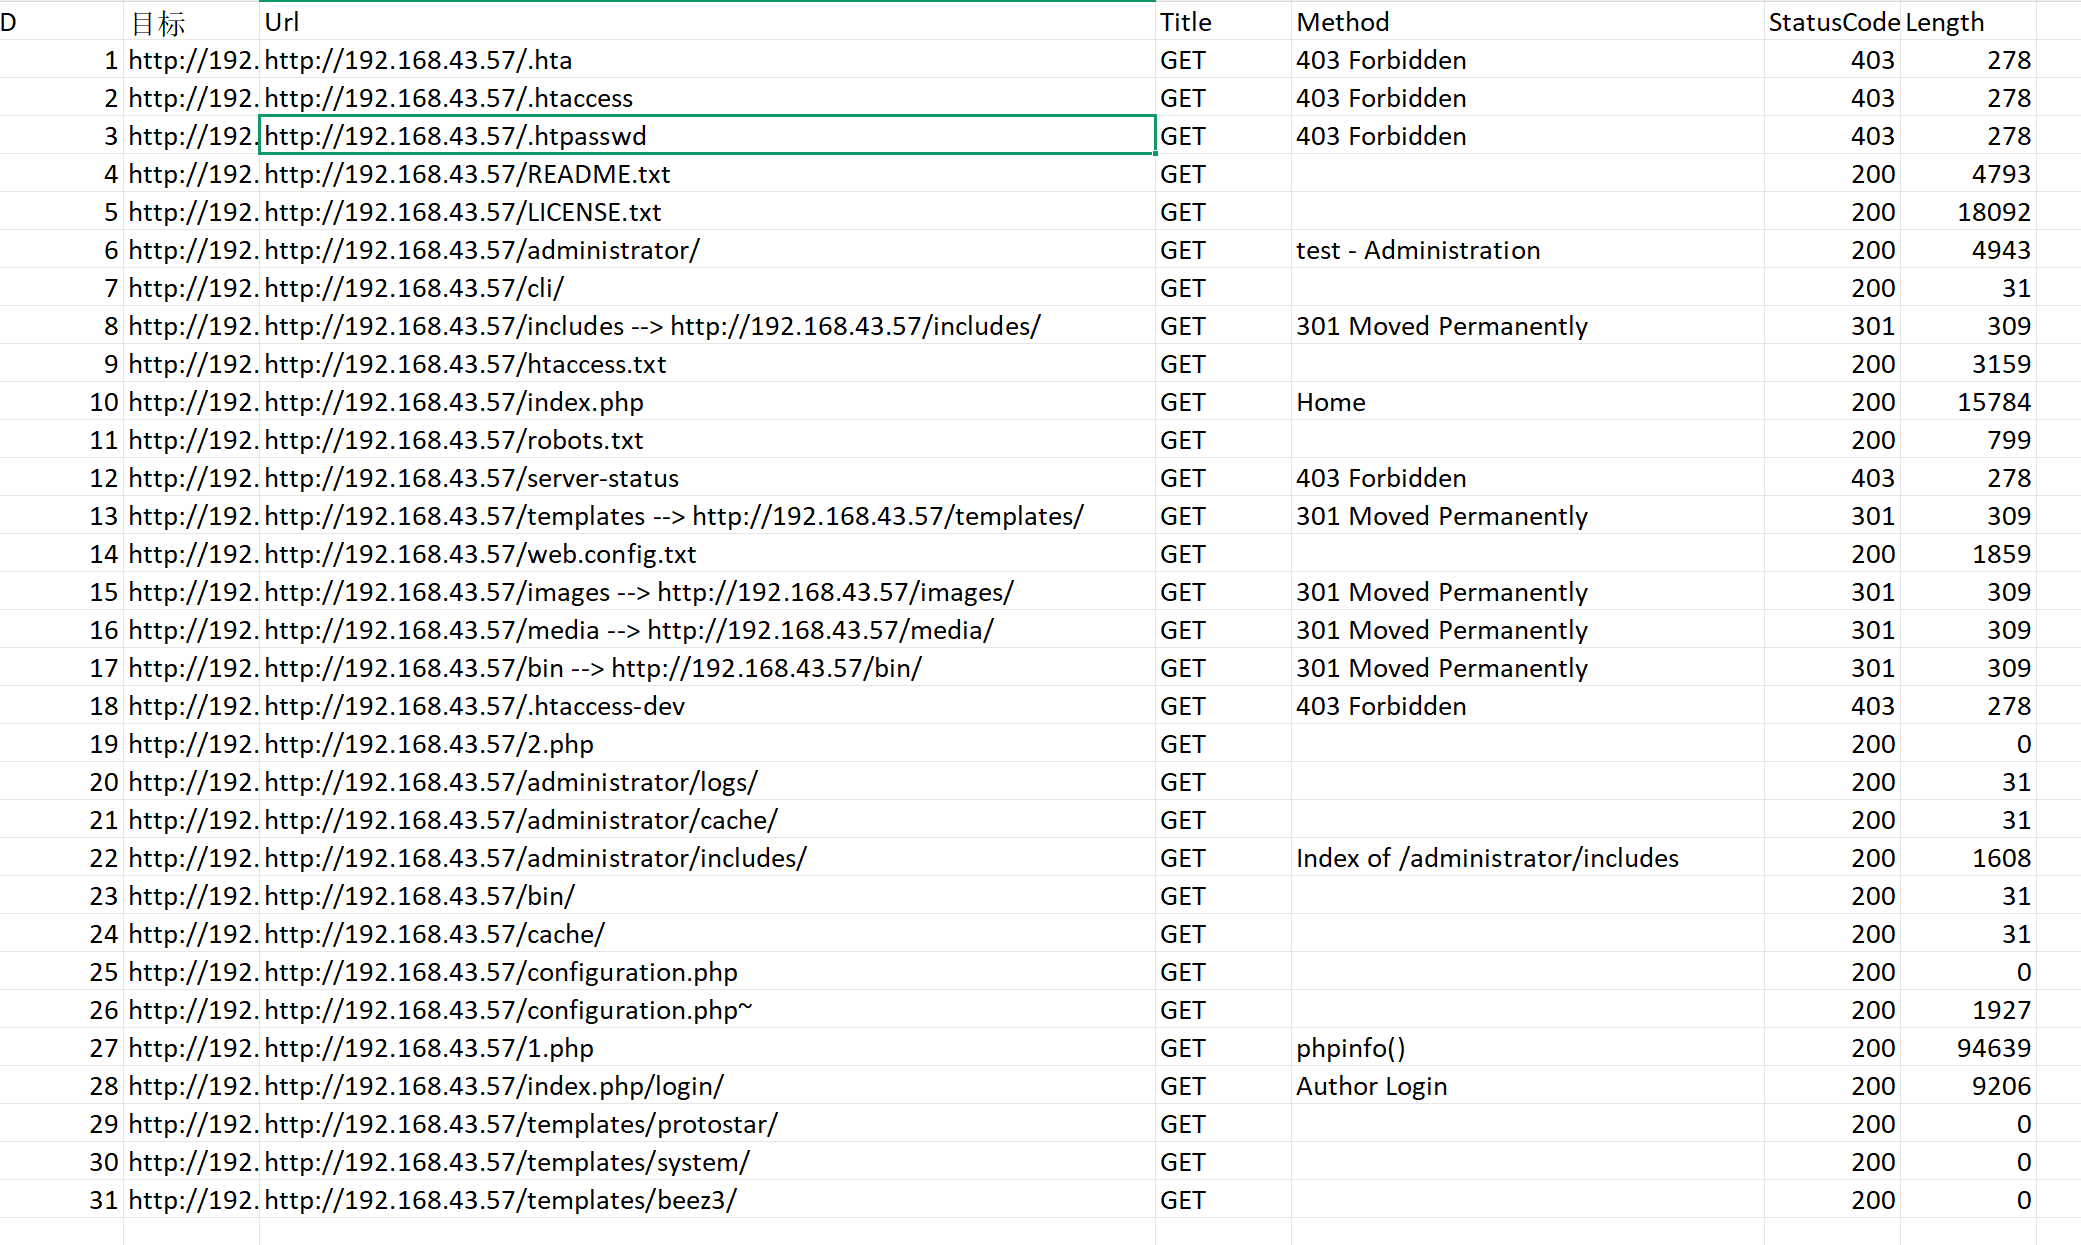 D 目标 Url Title Method StatusCode Length
1 http://192. http://192.168.43.57/.hta GET 403 Forbidden 403 278
2 http://192. http://192.168.43.57/.htaccess GET 403 Forbidden 403 278
3 http://192. http://192.168.43.57/.htpasswd GET 403 Forbidden 403 278
4 http://192. http://192.168.43.57/README.txt GET 200 4793
5 http://192. http://192.168.43.57/LICENSE.txt GET 200 18092
6 http://192. http://192.168.43.57/administrator/ GET test - Administration 200 4943
7 http://192. http://192.168.43.57/cli/ GET 200 31
8 http://192. http://192.168.43.57/includes --> http://192.168.43.57/includes/ GET 301 Moved Permanently 301 309
9 http://192. http://192.168.43.57/htaccess.txt GET 200 3159
10 http://192. http://192.168.43.57/index.php GET Home 200 15784
11 http://192. http://192.168.43.57/robots.txt GET 200 799
12 http://192. http://192.168.43.57/server-status GET 403 Forbidden 403 278
13 http://192. http://192.168.43.57/templates --> http://192.168.43.57/templates/ GET 301 Moved Permanently 301 309
14 http://192. http://192.168.43.57/web.config.txt GET 200 1859
15 http://192. http://192.168.43.57/images --> http://192.168.43.57/images/ GET 301 Moved Permanently 301 309
16 http://192. http://192.168.43.57/media --> http://192.168.43.57/media/ GET 301 Moved Permanently 301 309
17 http://192. http://192.168.43.57/bin --> http://192.168.43.57/bin/ GET 301 Moved Permanently 301 309
18 http://192. http://192.168.43.57/.htaccess-dev GET 403 Forbidden 403 278
19 http://192. http://192.168.43.57/2.php GET 200 0
20 http://192. http://192.168.43.57/administrator/logs/ GET 200 31
21 http://192. http://192.168.43.57/administrator/cache/ GET 200 31
22 http://192. http://192.168.43.57/administrator/includes/ GET Index of /administrator/includes 200 1608
23 http://192. http://192.168.43.57/bin/ GET 200 31
24 http://192. http://192.168.43.57/cache/ GET 200 31
25 http://192. http://192.168.43.57/configuration.php GET 200 0
26 http://192. http://192.168.43.57/configuration.php~ GET 200 1927
27 http://192. http://192.168.43.57/1.php GET phpinfo() 200 94639
28 http://192. http://192.168.43.57/index.php/login/ GET Author Login 200 9206
29 http://192. http://192.168.43.57/templates/protostar/ GET 200 0
30 http://192. http://192.168.43.57/templates/system/ GET 200 0
31 http://192. http://192.168.43.57/templates/beez3/ GET 200 0